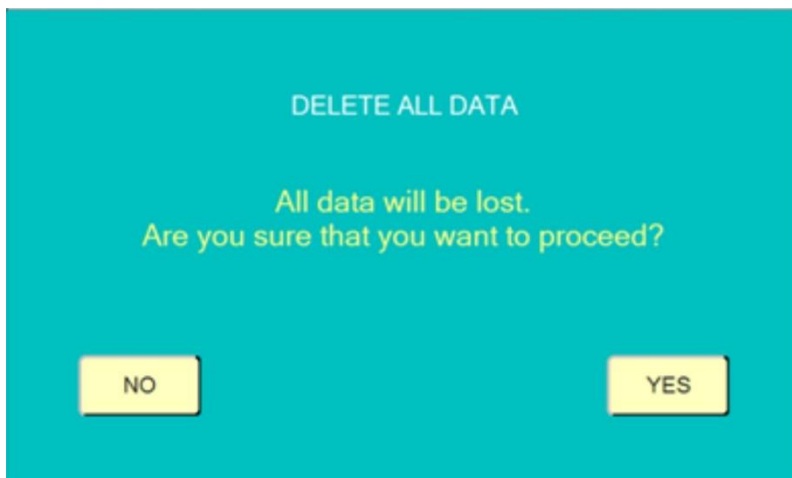 DELETE ALL DATA
All data will be lost.
Are you sure that you want to proceed?
NO
YES